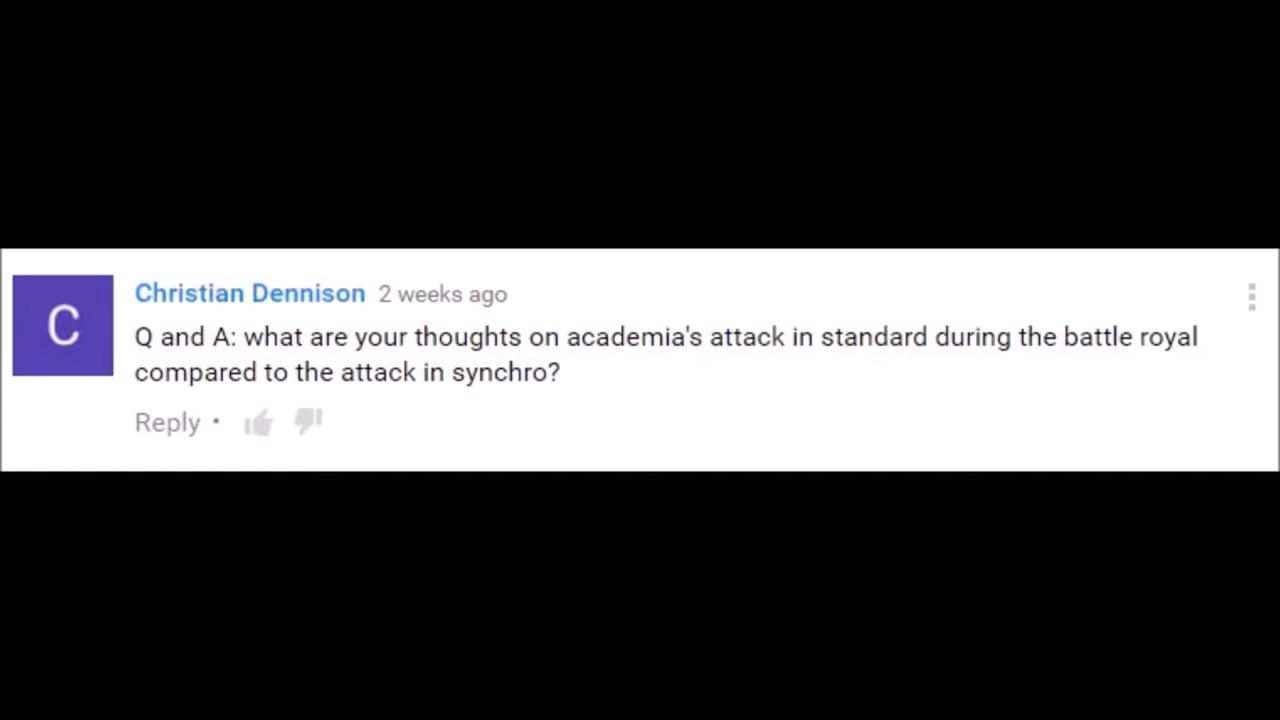 C
Christian Dennison 2 weeks ago
Q and A: what are your thoughts on academia's attack in standard during the battle royal
compared to the attack in synchro?
Reply •